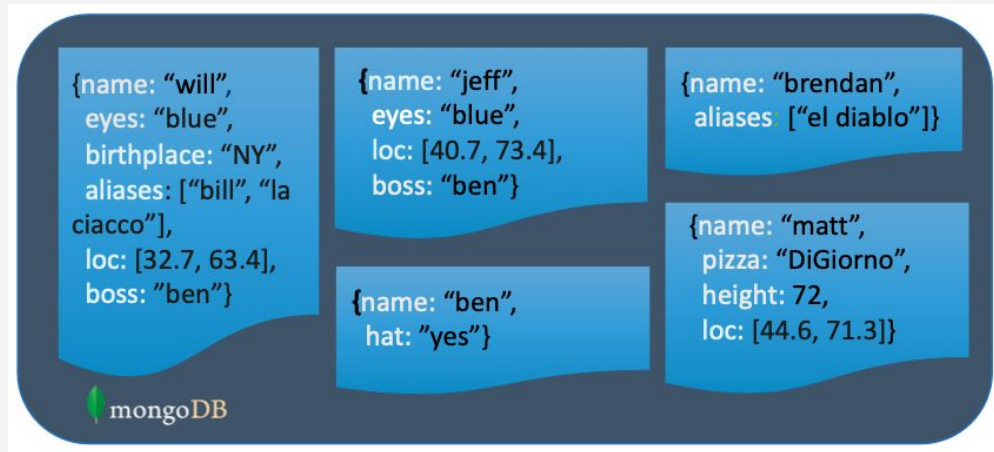 {name: “will”,
eyes: “blue”,
birthplace: “NY”,
aliases: [“bill”, “la
ciacco”],
loc: [32.7, 63.4],
boss: ”ben”}
{name: “jeff”,
eyes: “blue”,
loc: [40.7, 73.4],
boss: “ben”}
{name: “ben”,
hat: ”yes”}
{name: “brendan”,
aliases: [“el diablo”]}
{name: “matt”,
pizza: “DiGiorno”,
height: 72,
loc: [44.6, 71.3]}
mongoDB